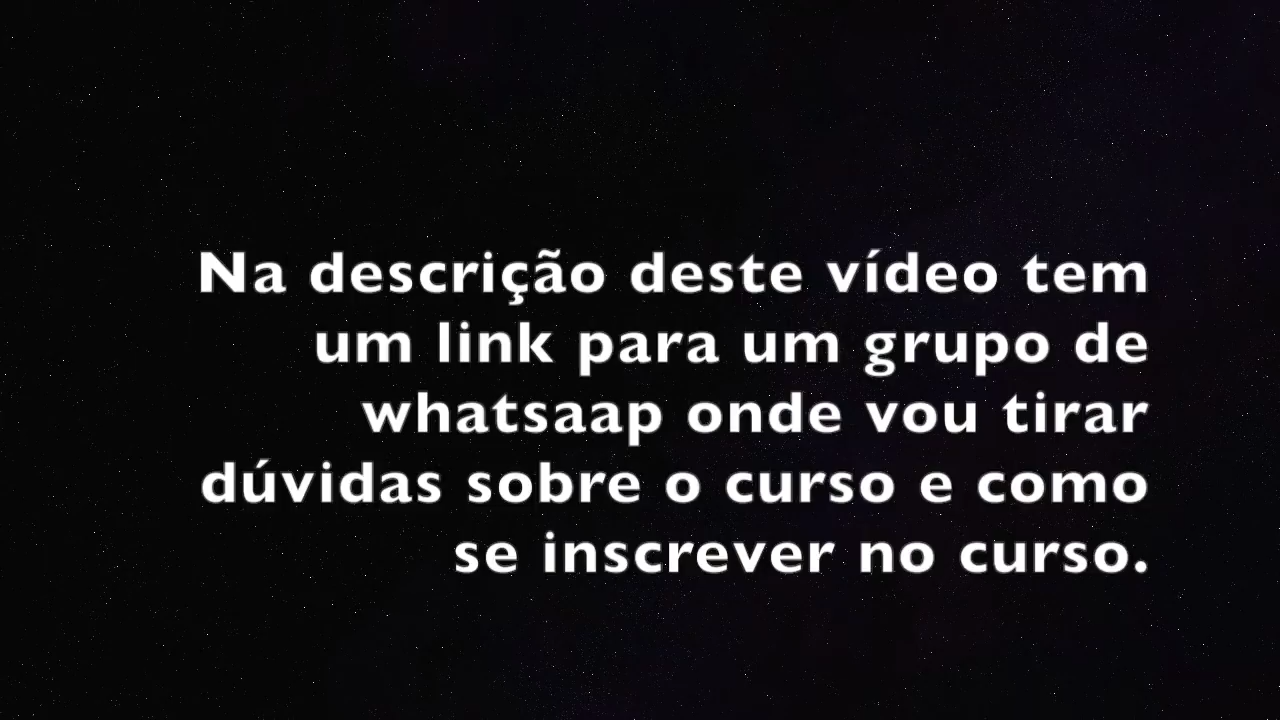 Na descrição deste vídeo tem
um link para um grupo de
whatsaap onde vou tirar
dúvidas sobre o curso e como
se inscrever no curso.